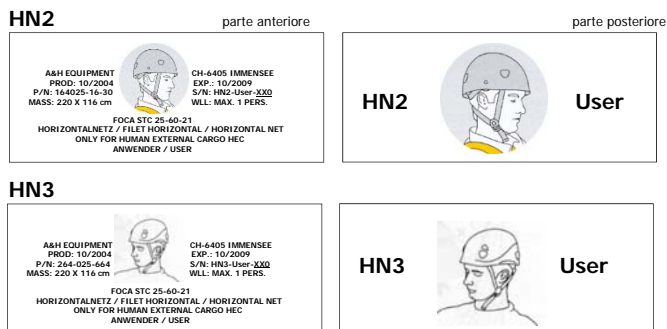 HN2
parte anteriore
parte posteriore
A&H EQUIPMENT
PROD: 10/2004
P/N: 164025-16-30
MASS: 220 X 116 cm
CH-6405 IMMENSEE
EXP.: 10/2009
S/N: HN2-User-XX0
WLL: MAX. 1 PERS.
FOCA STC 25-60-21
HORIZONTALNETZ / FILET HORIZONTAL / HORIZONTAL NET
ONLY FOR HUMAN EXTERNAL CARGO HEC
ANWENDER / USER
HN2
User
HN3
A&H EQUIPMENT
PROD: 10/2004
P/N: 264-025-664
MASS: 220 X 116 cm
CH-6405 IMMENSEE
EXP.: 10/2009
S/N: HN3-User-XX0
WLL: MAX. 1 PERS.
FOCA STC 25-60-21
HORIZONTALNETZ / FILET HORIZONTAL / HORIZONTAL NET
ONLY FOR HUMAN EXTERNAL CARGO HEC
ANWENDER / USER
HN3
User